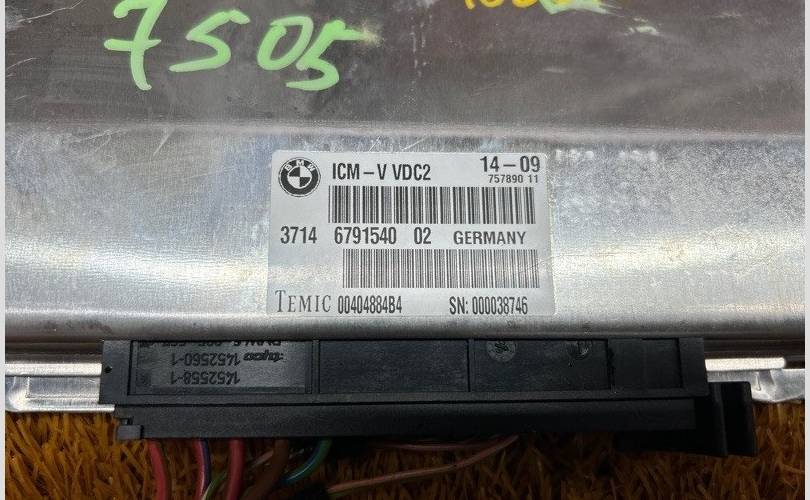 7505
BMW
ICM-V VDC2
14-09
757890 11
3714 6791540 02 GERMANY
TEMIC 00404884B4 SN: 000038746
tyco 1452560-1
1452558-1